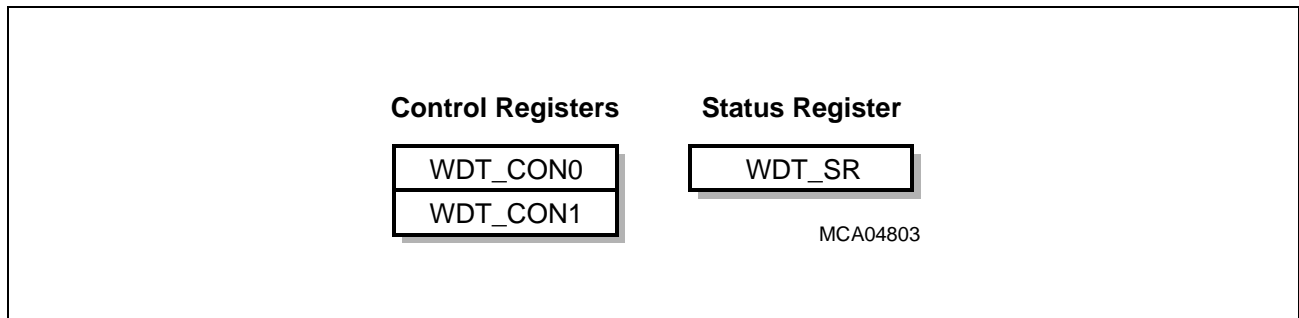 Control Registers
Status Register
WDT_CON0
WDT_SR
WDT_CON1
MCA04803